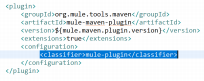 <plugin>
<groupId>org.mule.tools.maven</groupId>
<artifactId>mule-maven-plugin</artifactId>
<version>${mule.maven.plugin.version}</version>
<extensions>true</extensions>
<configuration>
<classifier>mule-plugin</classifier>
</configuration>
</plugin>